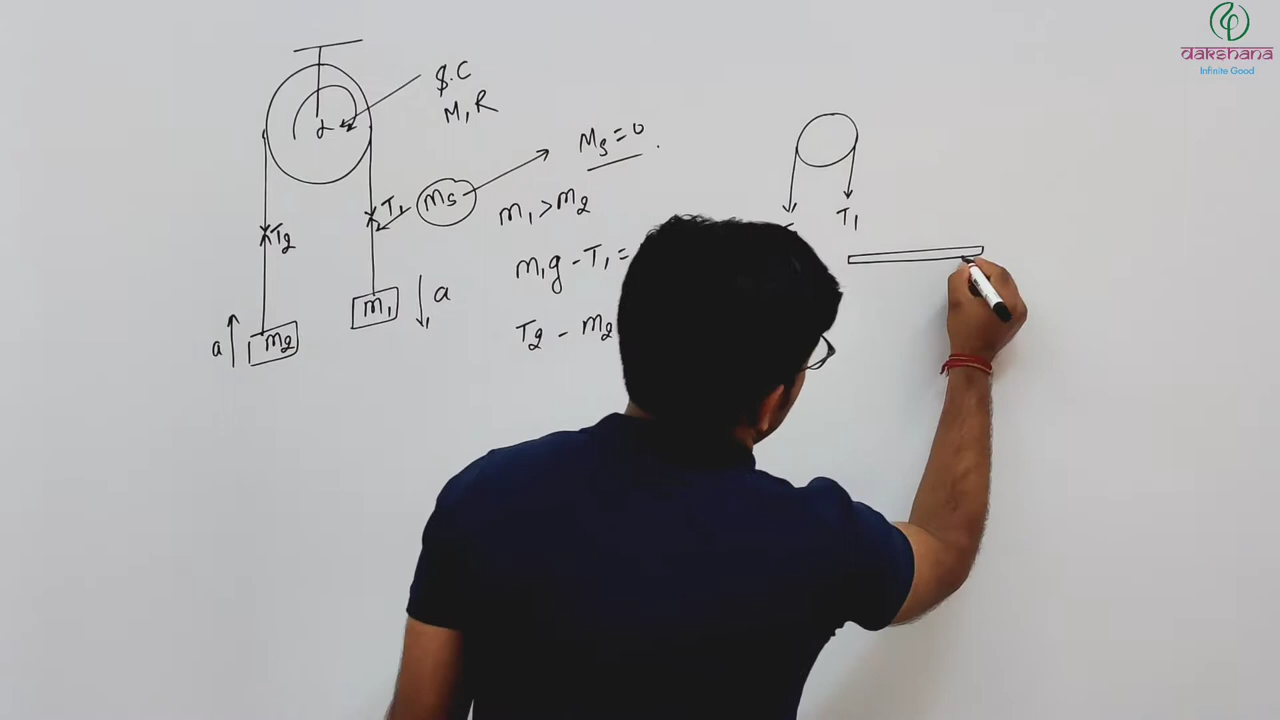 dakshana
Infinite Good
S.C
M, R
α
Ms = 0
T1
Ms
T2
m1 > m2
T1
m1g - T1 =
a
m1
T2 - m2
a
m2